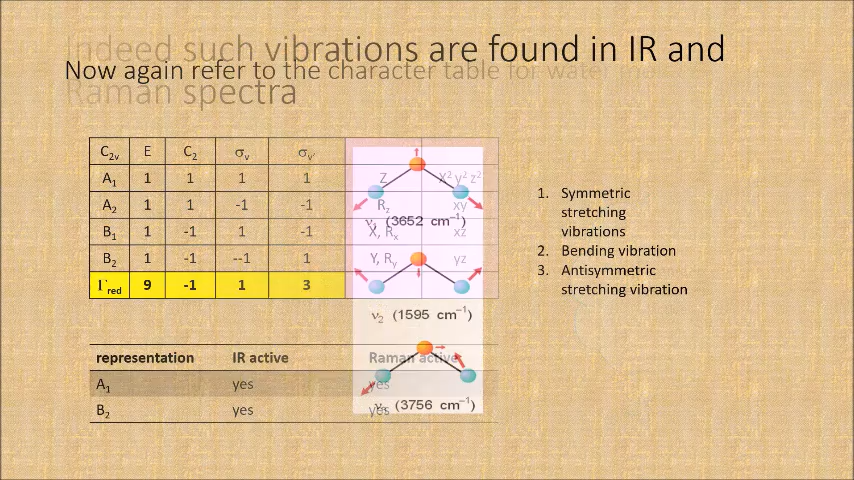 Indeed such vibrations are found in IR and
Raman spectra
Now again refer to the character table for water
C2v E C2 σv σv'
A1 1 1 1 1 Z X2 y2 z2
A2 1 1 -1 -1 Rz xy
B1 1 -1 1 -1 X, Rx xz
B2 1 -1 --1 1 Y, Ry yz
Γred 9 -1 1 3
(3652 cm−1)
ν2 (1595 cm−1)
(3756 cm−1)
representation IR active Raman active
A1 yes yes
B2 yes yes
1. Symmetric
stretching
vibrations
2. Bending vibration
3. Antisymmetric
stretching vibration